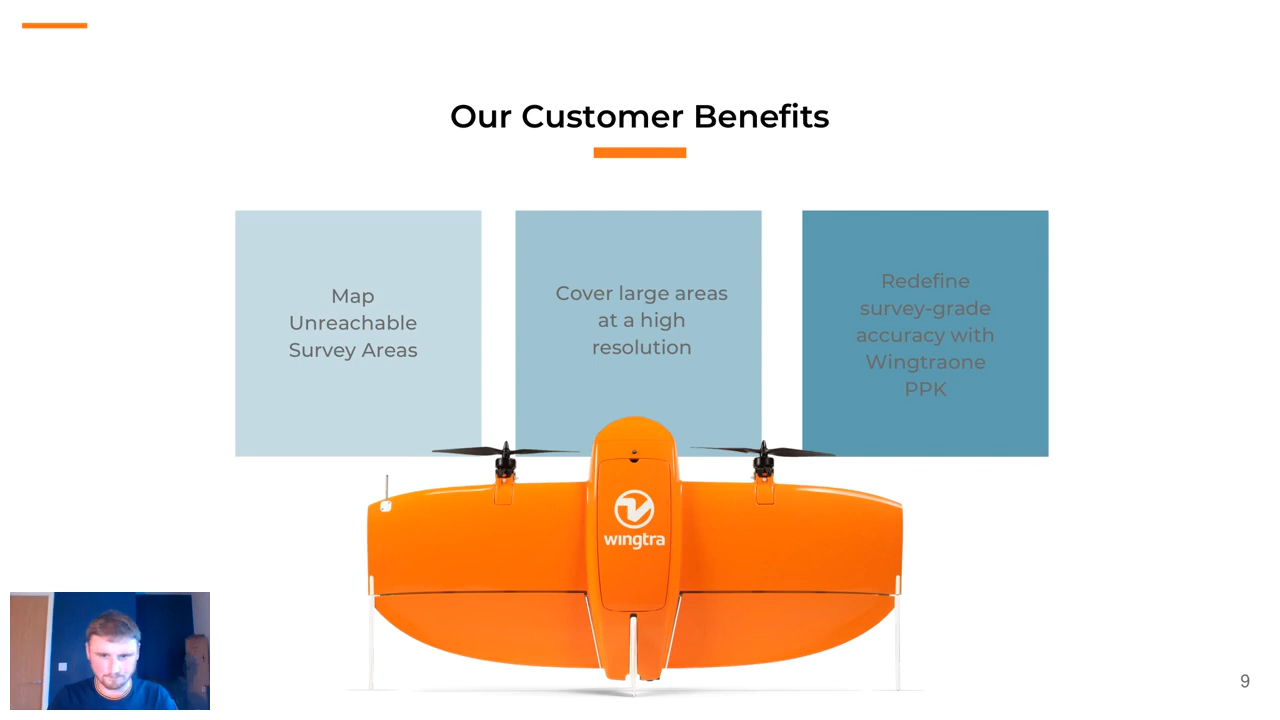 Our Customer Benefits
Map
Unreachable
Survey Areas
Cover large areas
at a high
resolution
Redefine
survey-grade
accuracy with
Wingtraone
PPK
wingtra
9